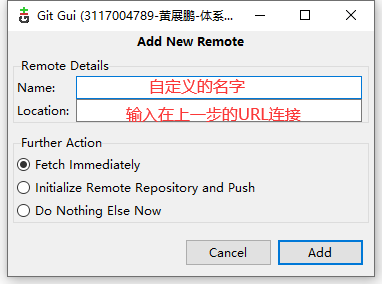 Git Gui (3117004789-黄展鹏-体系...
Add New Remote
Remote Details
Name: 自定义的名字
Location: 输入在上一步的URL连接
Further Action
Fetch Immediately
Initialize Remote Repository and Push
Do Nothing Else Now
Cancel Add